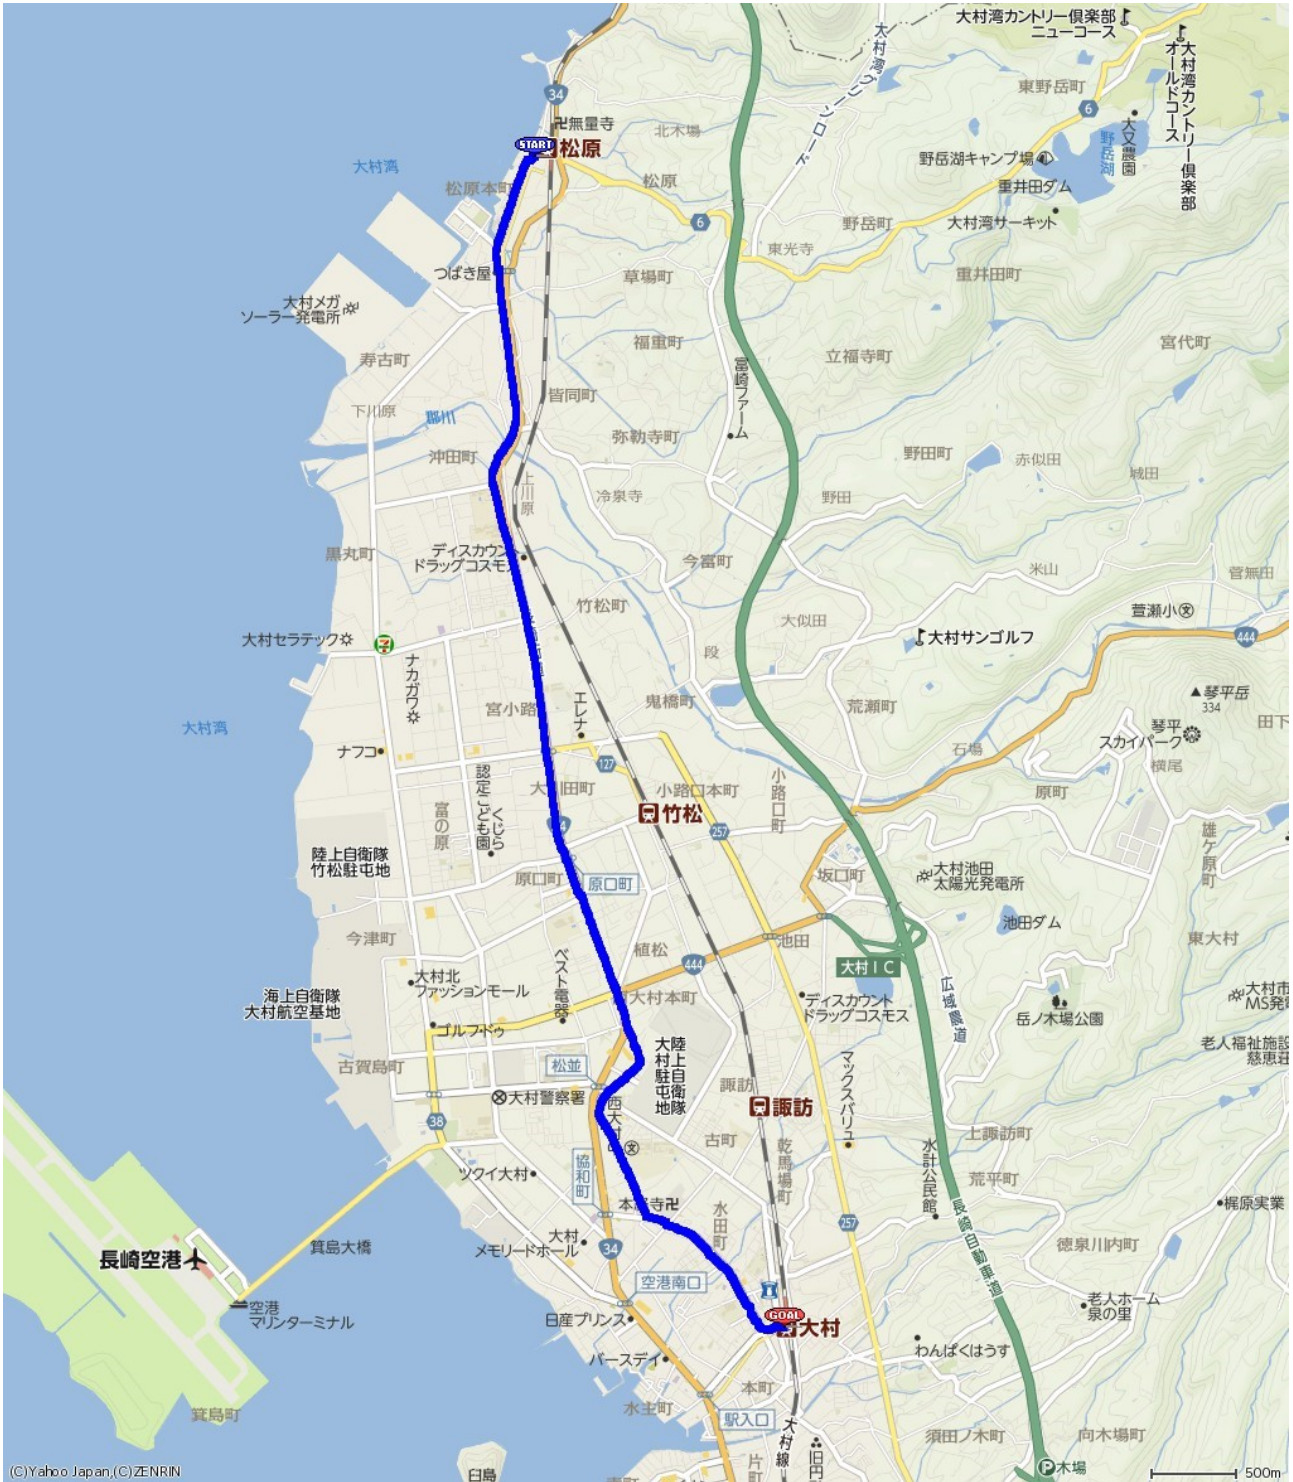 大村湾カントリー倶楽部
ニューコース
大村湾カントリー倶楽部
オールドコース
大村湾グリーンロード
東野岳町
34
6
卍無量寺
北木場
大又農園
START
松原
野岳湖キャンプ場
野岳湖
大村湾
松原本町
松原
重井田ダム
6
野岳町
大村湾サーキット
東光寺
つばき屋
草場町
重井田町
大村メガ
ソーラー発電所
福重町
立福寺町
宮代町
寿古町
冨崎ファーム
皆同町
下川原
郡川
弥勒寺町
沖田町
野田町
赤似田
城田
上川原
冷泉寺
野田
黒丸町
ディスカウント
ドラッグコスモス
今富町
米山
菅無田
竹松町
大似田
萱瀬小
文
大村セラテック
大村サンゴルフ
444
段
ナカガワ
鬼橋町
琴平岳
334
宮小路
エレナ
荒瀬町
琴平
スカイパーク
田下
ナフコ
石場
横尾
127
認定こども園
くじら
小路口本町
小路口町
原町
富の原
竹松
257
雄ケ原町
陸上自衛隊
竹松駐屯地
原口町
原口町
坂口町
大村池田
太陽光発電所
池田ダム
今津町
植松
池田
東大村
444
大村IC
大村北
ファッションモール
ベスト電器
広域農道
海上自衛隊
大村航空基地
大村本町
ディスカウント
ドラッグコスモス
岳ノ木場公園
大村市
MS発電
ゴルフ・ドゥ
陸上自衛隊
大村駐屯地
老人福祉施設
慈恵荘
古賀島町
松並
マックスバリュ
諏訪
大村警察署
諏訪
38
古町
上諏訪町
文
乾馬場町
水計公民館
協和町
ツクイ大村
荒平町
水田町
梶原実業
257
長崎自動車道
大村
メモリードホール
34
箕島大橋
徳泉川内町
長崎空港
空港南口
空港
マリンターミナル
日産プリンス
GOAL
大村
老人ホーム
泉の里
わんぱくはうす
バースデイ
本町
箕島町
水主町
駅入口
大村線
須田ノ木町
向木場町
臼島
P木場
(C)Yahoo Japan,(C)ZENRIN
500m